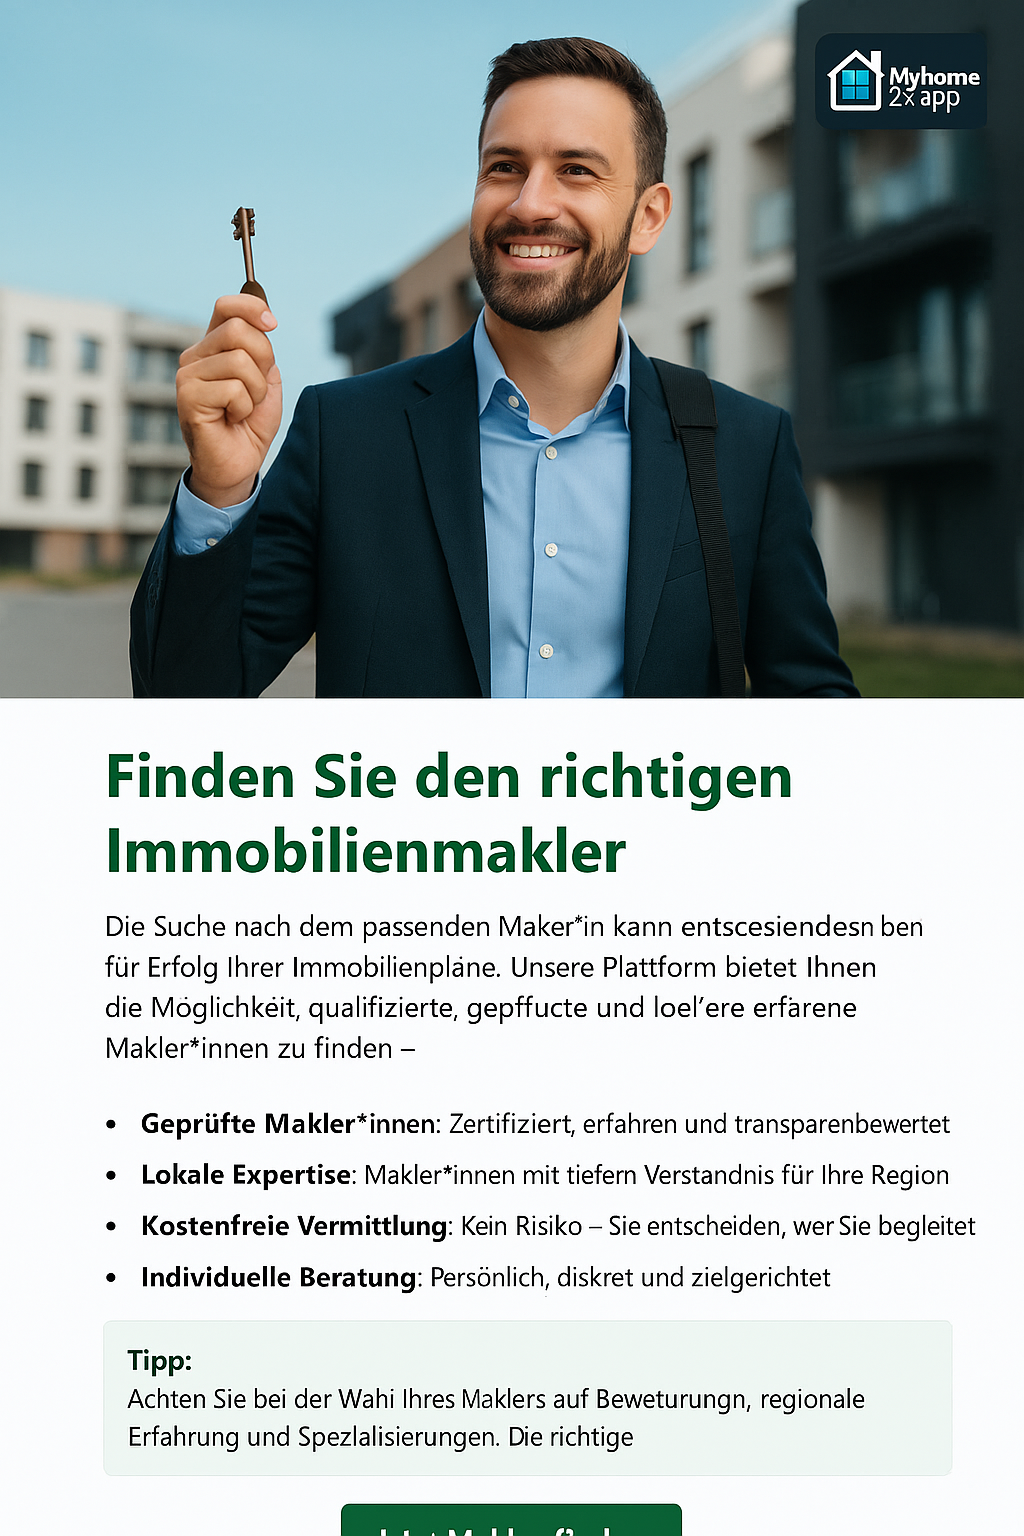 Myhome
2x app
Finden Sie den richtigen
Immobilienmakler
Die Suche nach dem passenden Maker*in kann entscesiendesn ben
für Erfolg Ihrer Immobilienpläne. Unsere Plattform bietet Ihnen
die Möglichkeit, qualifizierte, gepffucte und loel’ere erfarene
Makler*innen zu finden –
• Geprüfte Makler*innen: Zertifiziert, erfahren und transparenbewertet
• Lokale Expertise: Makler*innen mit tiefern Verstandnis für Ihre Region
• Kostenfreie Vermittlung: Kein Risiko – Sie entscheiden, wer Sie begleitet
• Individuelle Beratung: Persönlich, diskret und zielgerichtet
Tipp:
Achten Sie bei der Wahi Ihres Maklers auf Beweturungn, regionale
Erfahrung und Spezlalisierungen. Die richtige